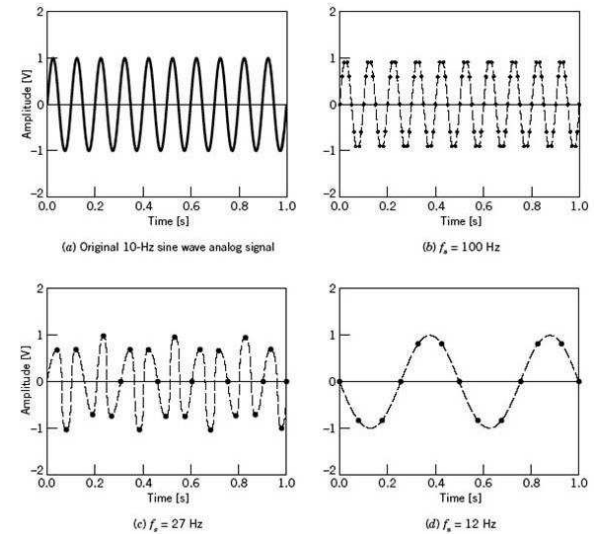 2
1
0
−1
−2
Amplitude [V]
0.0 0.2 0.4 0.6 0.8 1.0
Time [s]
(a) Original 10-Hz sine wave analog signal
2
1
0
−1
−2
0.0 0.2 0.4 0.6 0.8 1.0
Time [s]
(b) fs = 100 Hz
2
1
0
−1
−2
Amplitude [V]
0.0 0.2 0.4 0.6 0.8 1.0
Time [s]
(c) fs = 27 Hz
2
1
0
−1
−2
0.0 0.2 0.4 0.6 0.8 1.0
Time [s]
(d) fs = 12 Hz